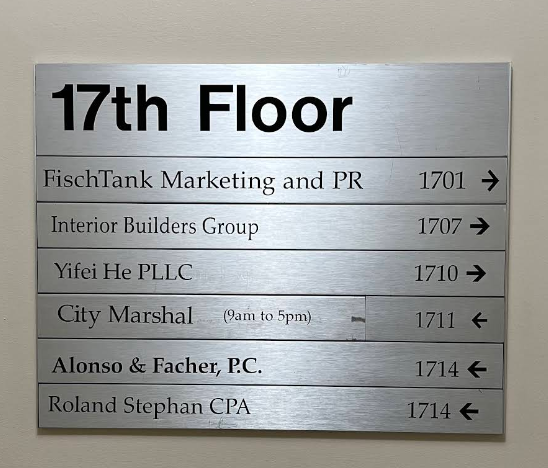 17th Floor
FischTank Marketing and PR 1701 →
Interior Builders Group 1707 →
Yifei He PLLC 1710 →
City Marshal (9am to 5pm) 1711 ←
Alonso & Facher, P.C. 1714 ←
Roland Stephan CPA 1714 ←